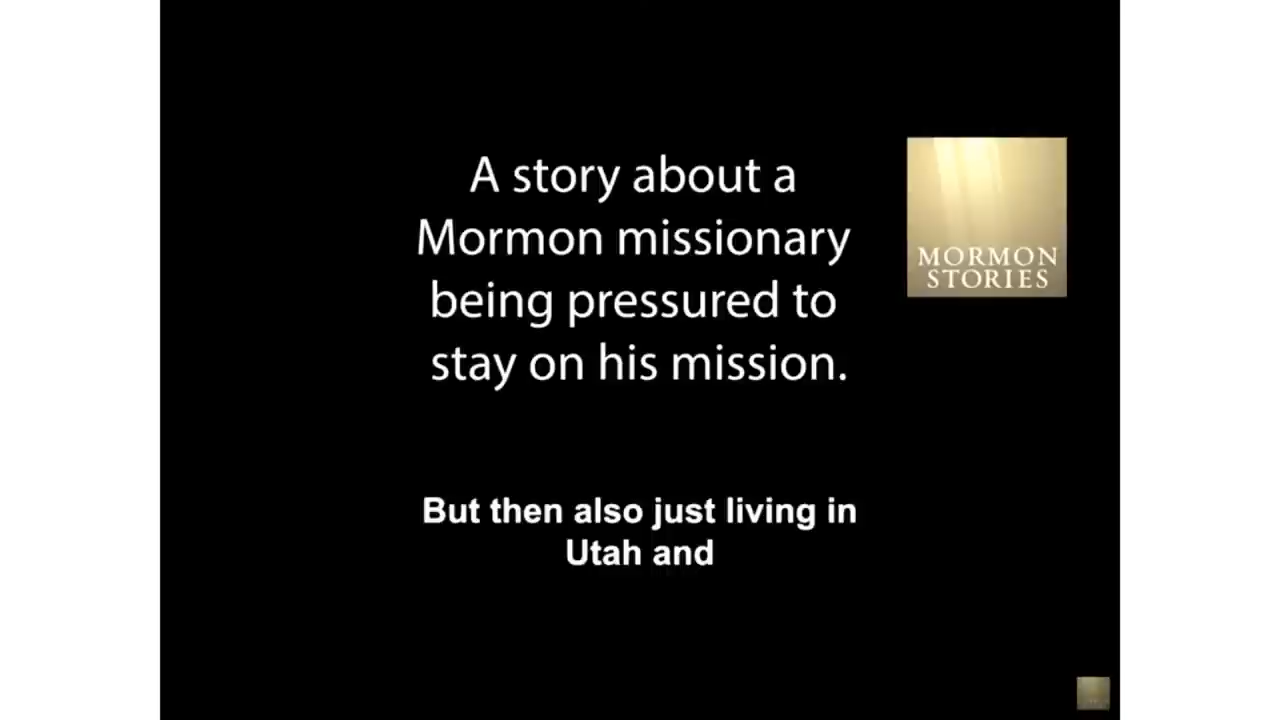 A story about a
Mormon missionary
being pressured to
stay on his mission.
MORMON
STORIES
But then also just living in
Utah and